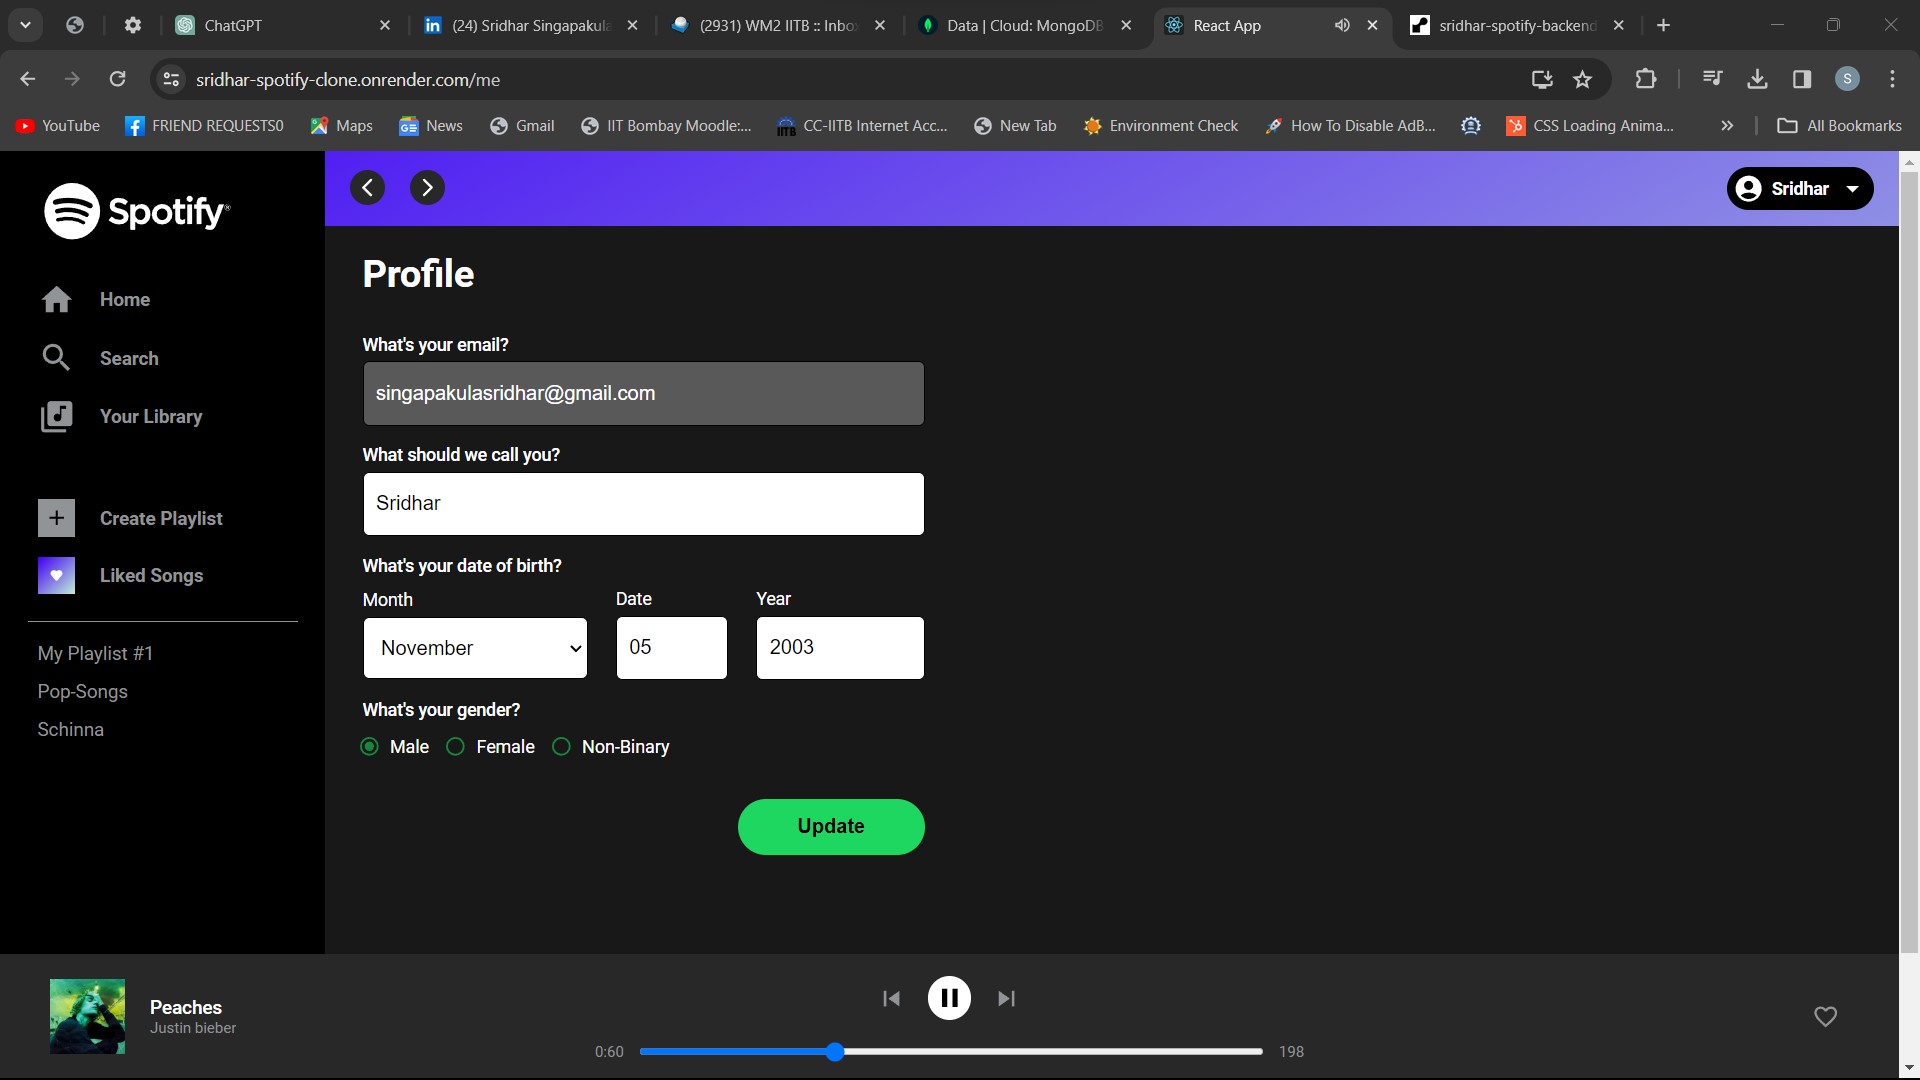 ChatGPT
(24) Sridhar Singapakula
(2931) WM2 IITB :: Inbo
Data | Cloud: MongoDB
React App
sridhar-spotify-backend
sridhar-spotify-clone.onrender.com/me
S
YouTube
FRIEND REQUESTS0
Maps
News
Gmail
IIT Bombay Moodle:...
CC-IITB Internet Acc...
New Tab
Environment Check
How To Disable AdB...
CSS Loading Anima...
All Bookmarks
Spotify
Sridhar
Home
Search
Your Library
Create Playlist
Liked Songs
My Playlist #1
Pop-Songs
Schinna
Profile
What's your email?
singapakulasridhar@gmail.com
What should we call you?
Sridhar
What's your date of birth?
Month Date Year
November 05 2003
What's your gender?
Male Female Non-Binary
Update
Peaches
Justin bieber
0:60 198